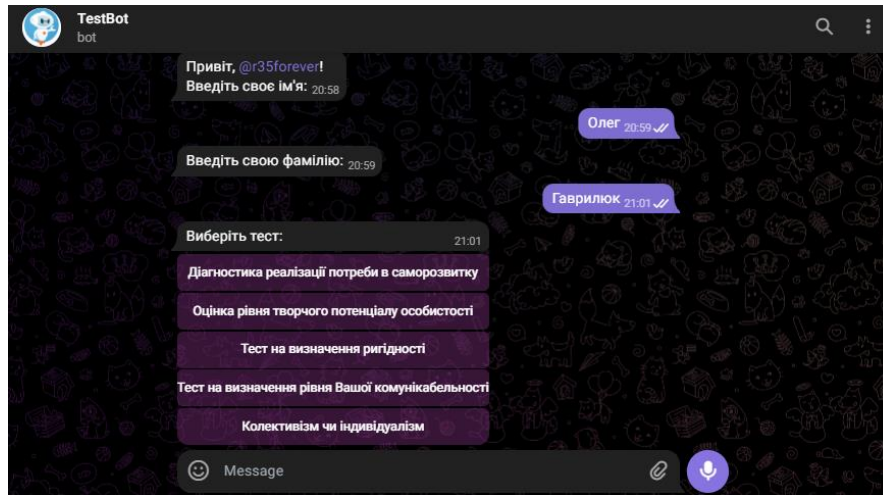 TestBot
bot
Привіт, @r35forever!
Введіть своє ім'я: 20:58
Олег 20:59
Введіть свою фамілію: 20:59
Гаврилюк 21:01
Виберіть тест: 21:01
Діагностика реалізації потреби в саморозвитку
Оцінка рівня творчого потенціалу особистості
Тест на визначення ригідності
Тест на визначення рівня Вашої комунікабельності
Колективізм чи індивідуалізм
Message